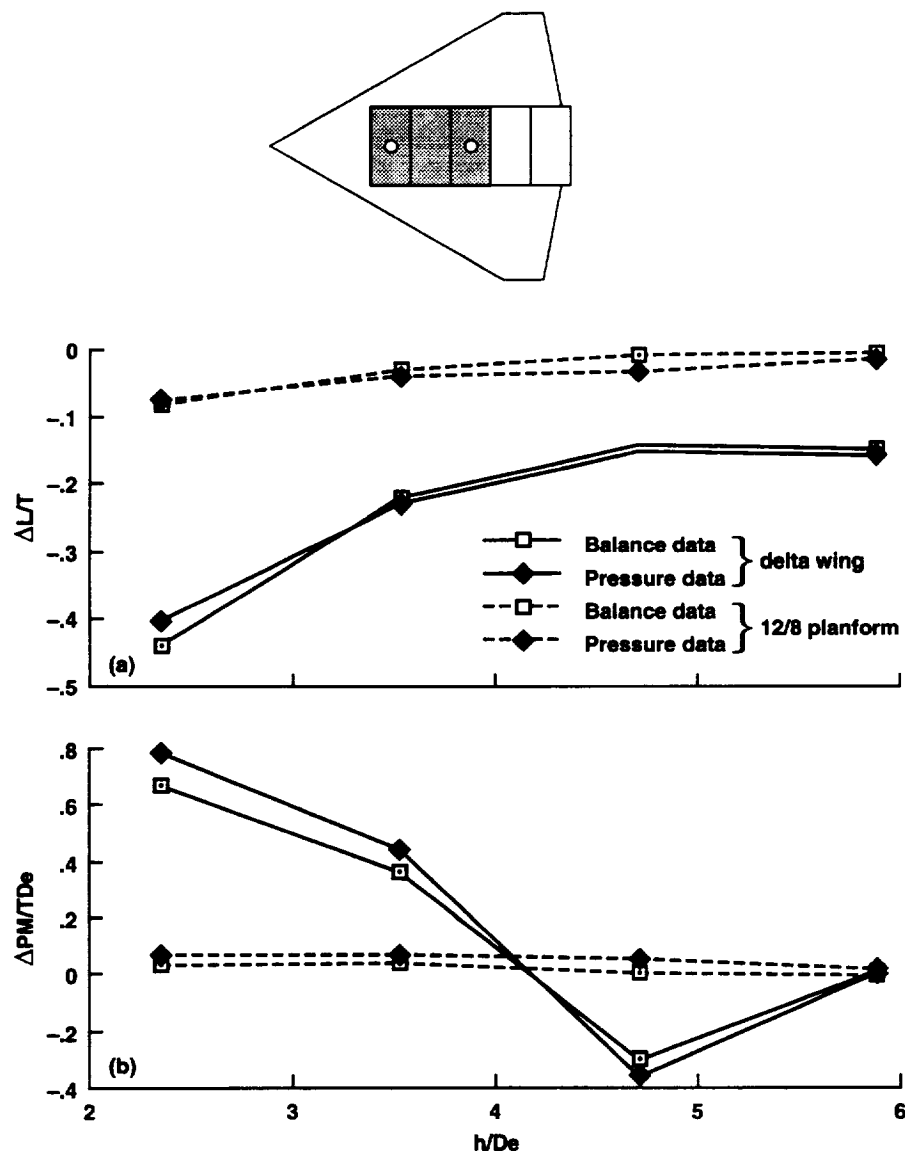 0
-.1
-.2
-.3
-.4
-.5
ΔL/T
Balance data
Pressure data
} delta wing
Balance data
Pressure data
} 12/8 planform
(a)
.8
.6
.4
.2
0
-.2
-.4
ΔPM/TDe
(b)
2 3 4 5 6
h/De